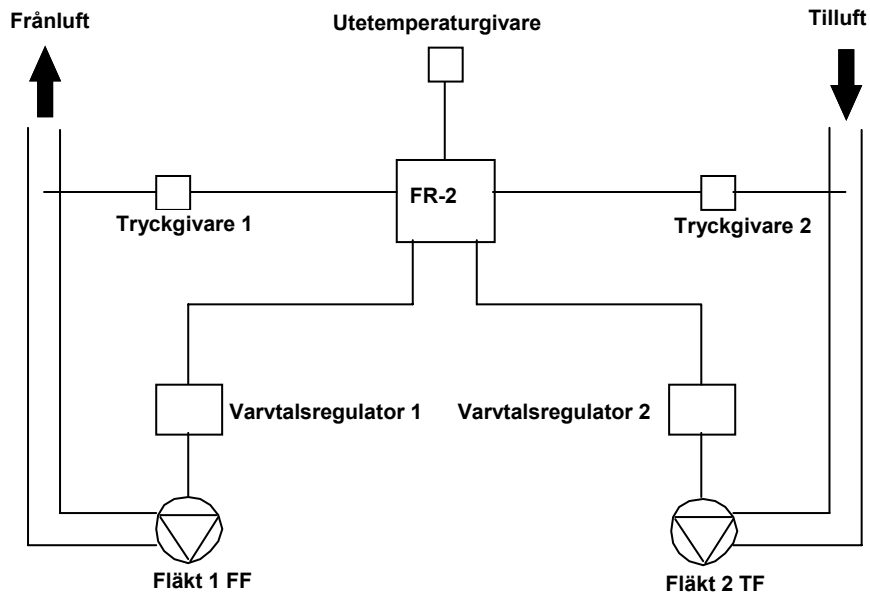 Frånluft
Utetemperaturgivare
Tilluft
FR-2
Tryckgivare 1
Tryckgivare 2
Varvtalsregulator 1
Varvtalsregulator 2
Fläkt 1 FF
Fläkt 2 TF